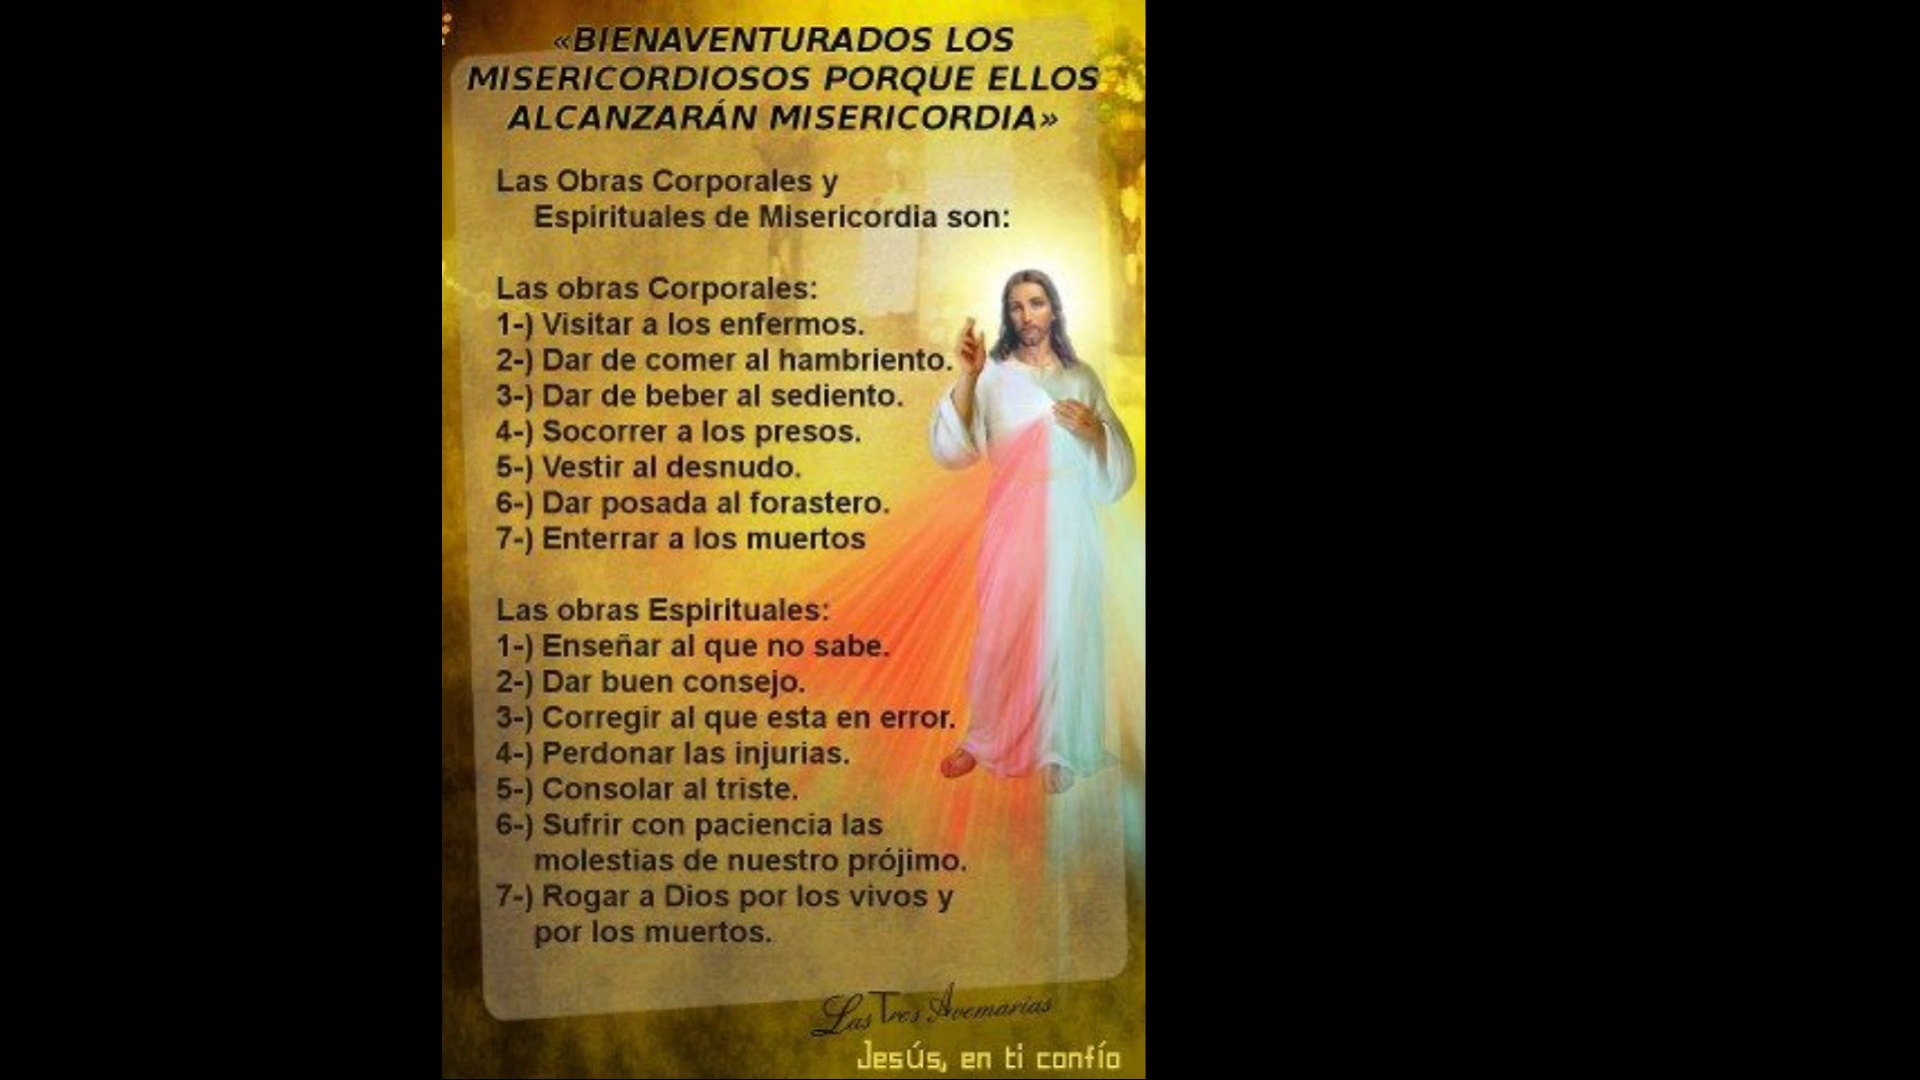 «BIENAVENTURADOS LOS
MISERICORDIOSOS PORQUE ELLOS
ALCANZARÁN MISERICORDIA»
Las Obras Corporales y
Espirituales de Misericordia son:
Las obras Corporales:
1-) Visitar a los enfermos.
2-) Dar de comer al hambriento.
3-) Dar de beber al sediento.
4-) Socorrer a los presos.
5-) Vestir al desnudo.
6-) Dar posada al forastero.
7-) Enterrar a los muertos
Las obras Espirituales:
1-) Enseñar al que no sabe.
2-) Dar buen consejo.
3-) Corregir al que esta en error.
4-) Perdonar las injurias.
5-) Consolar al triste.
6-) Sufrir con paciencia las
molestias de nuestro prójimo.
7-) Rogar a Dios por los vivos y
por los muertos.
Las Tres Avemarías
Jesús, en ti confío